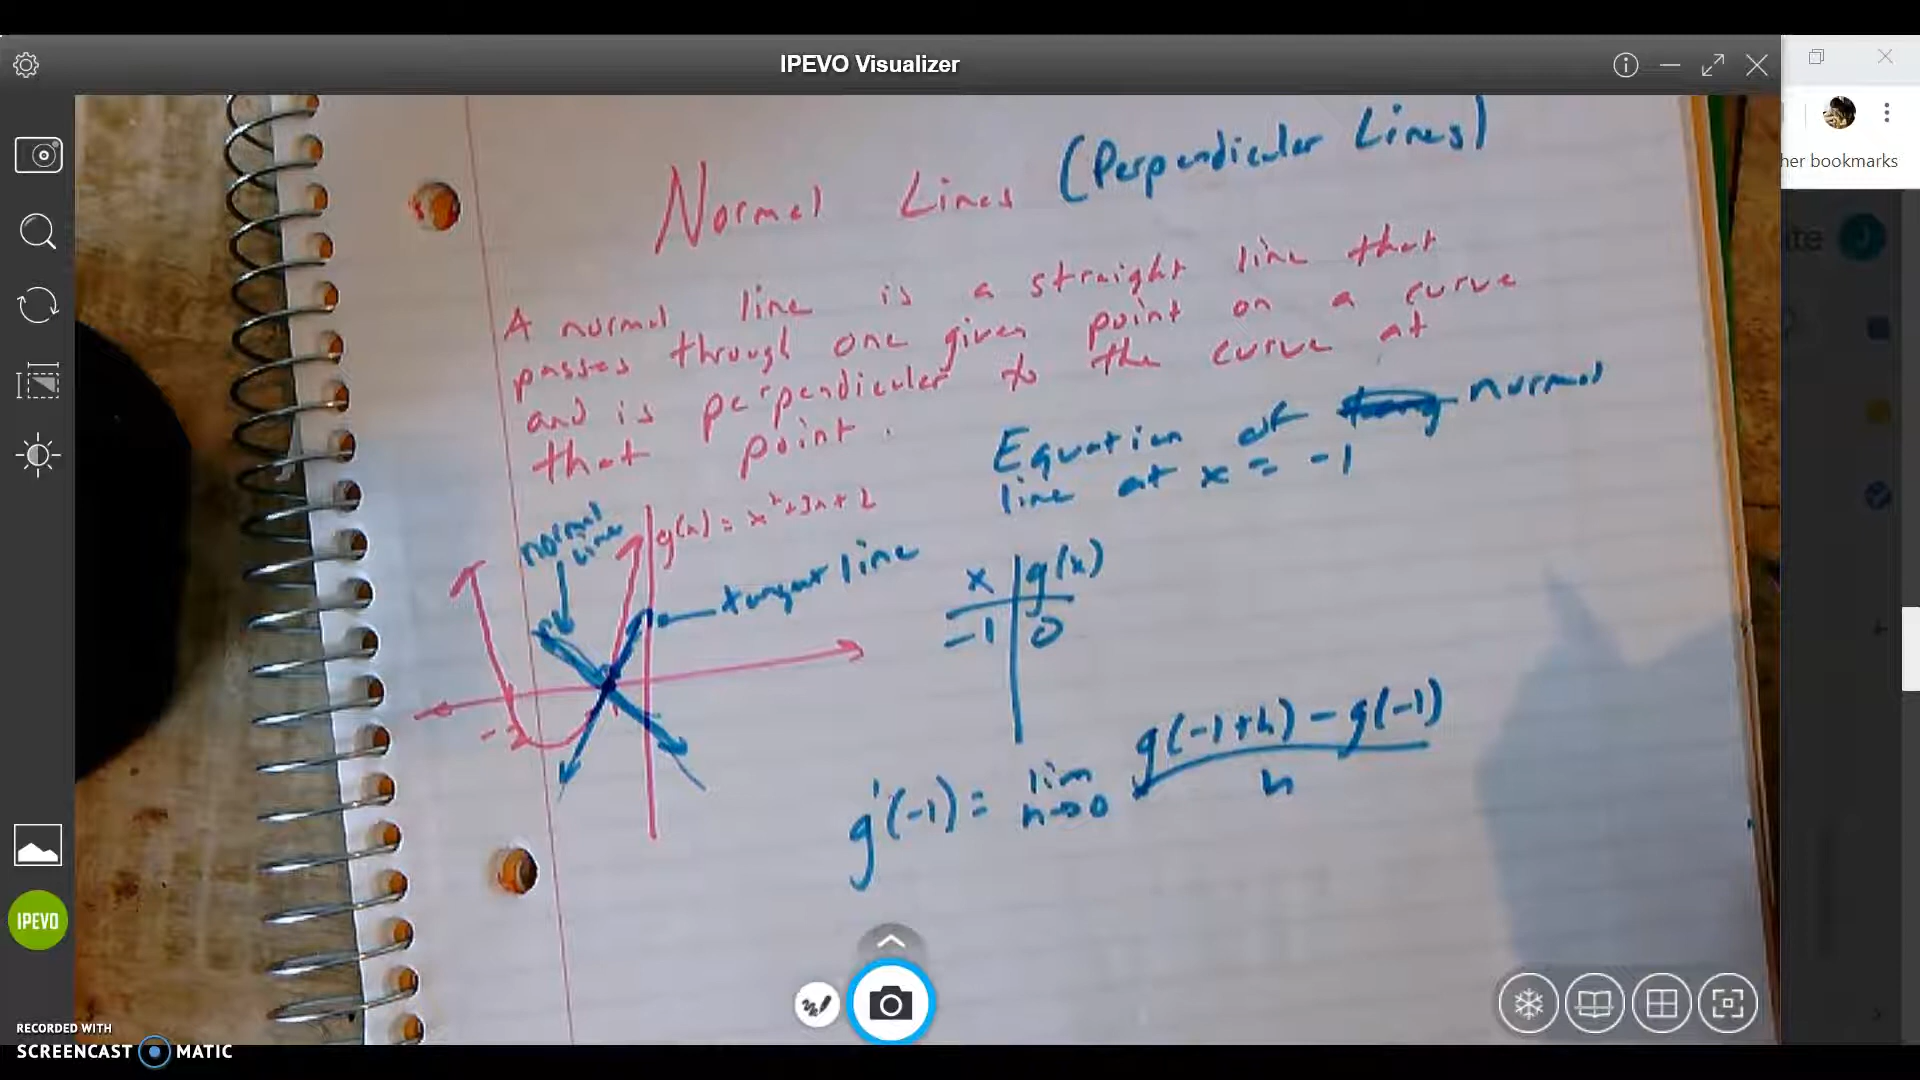 IPEVO Visualizer
her bookmarks
Normal Lines (Perpendicular Lines)
A normal line is a straight line that
passes through one given point on a curve
and is perpendicular to the curve at
that point.
Equation of normal
line at x = -1
normal
line
g(x) = x²+3x+2
tangent line
x | g(x)
-1 | 0
-2
g'(-1) = lim h→0 g(-1+h) - g(-1) / h
IPEVO
RECORDED WITH
SCREENCAST MATIC